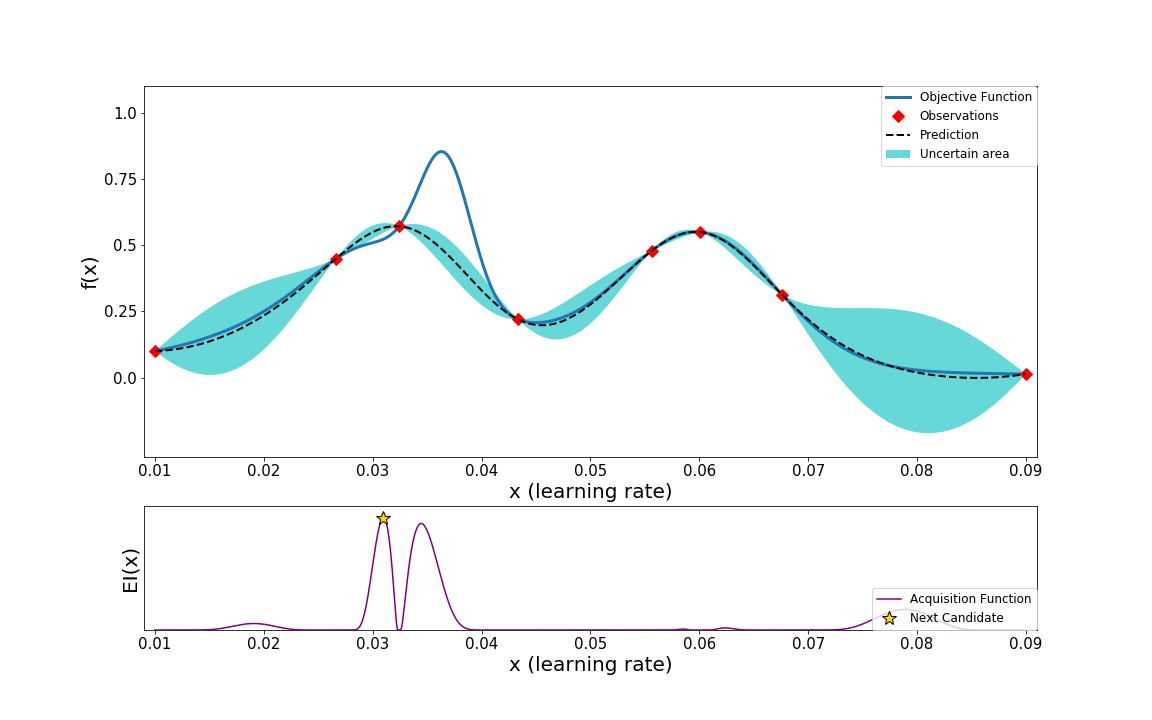 f(x)
1.0
0.75
0.5
0.25
0.0
Objective Function
Observations
Prediction
Uncertain area
0.01 0.02 0.03 0.04 0.05 0.06 0.07 0.08 0.09
x (learning rate)
EI(x)
Acquisition Function
Next Candidate
0.01 0.02 0.03 0.04 0.05 0.06 0.07 0.08 0.09
x (learning rate)